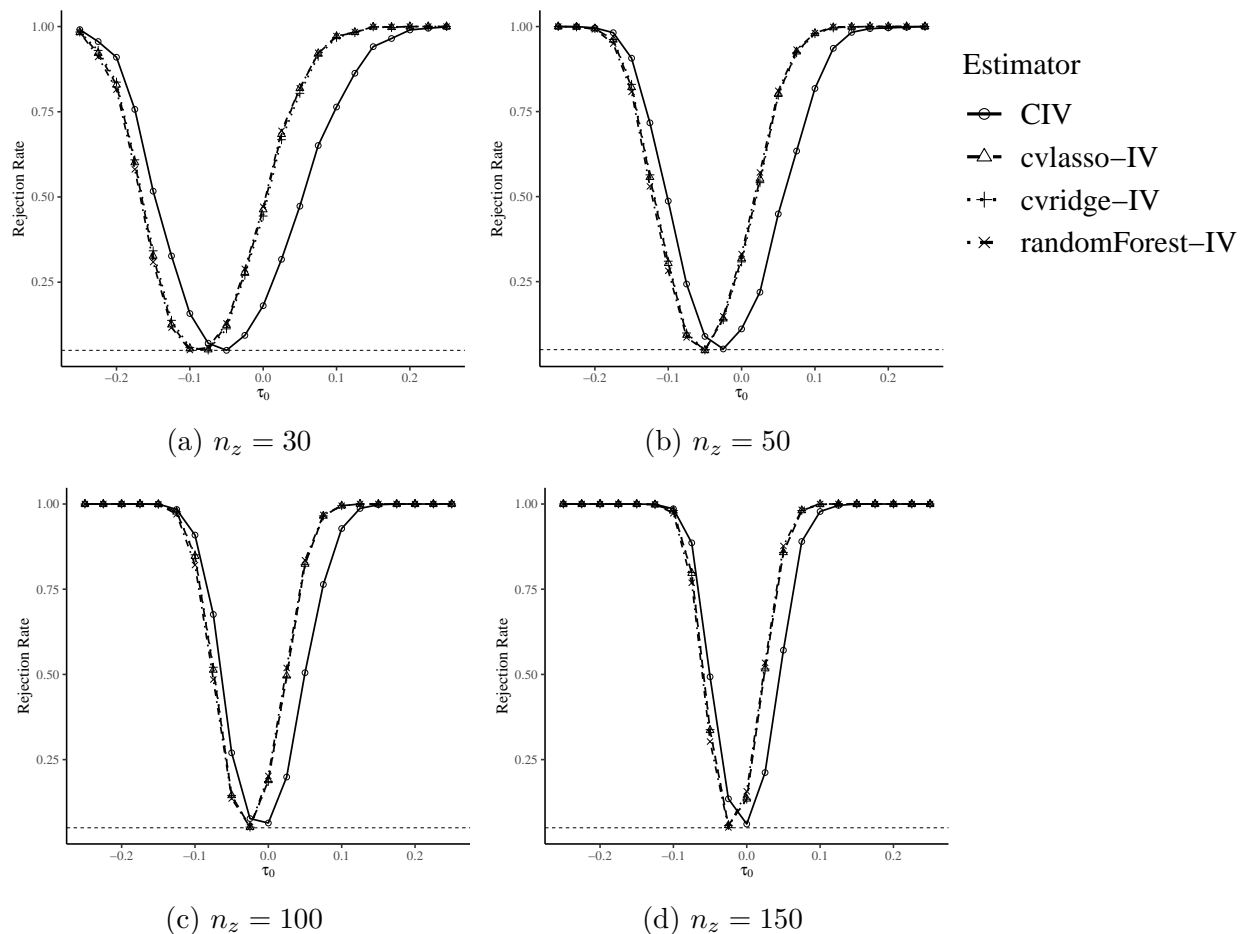 1.00
0.75
0.50
0.25
Rejection Rate
−0.2 −0.1 0.0 0.1 0.2
τ0
(a) nz = 30
1.00
0.75
0.50
0.25
Rejection Rate
−0.2 −0.1 0.0 0.1 0.2
τ0
(b) nz = 50
Estimator
CIV
cvlasso−IV
cvridge−IV
randomForest−IV
1.00
0.75
0.50
0.25
Rejection Rate
−0.2 −0.1 0.0 0.1 0.2
τ0
(c) nz = 100
1.00
0.75
0.50
0.25
Rejection Rate
−0.2 −0.1 0.0 0.1 0.2
τ0
(d) nz = 150